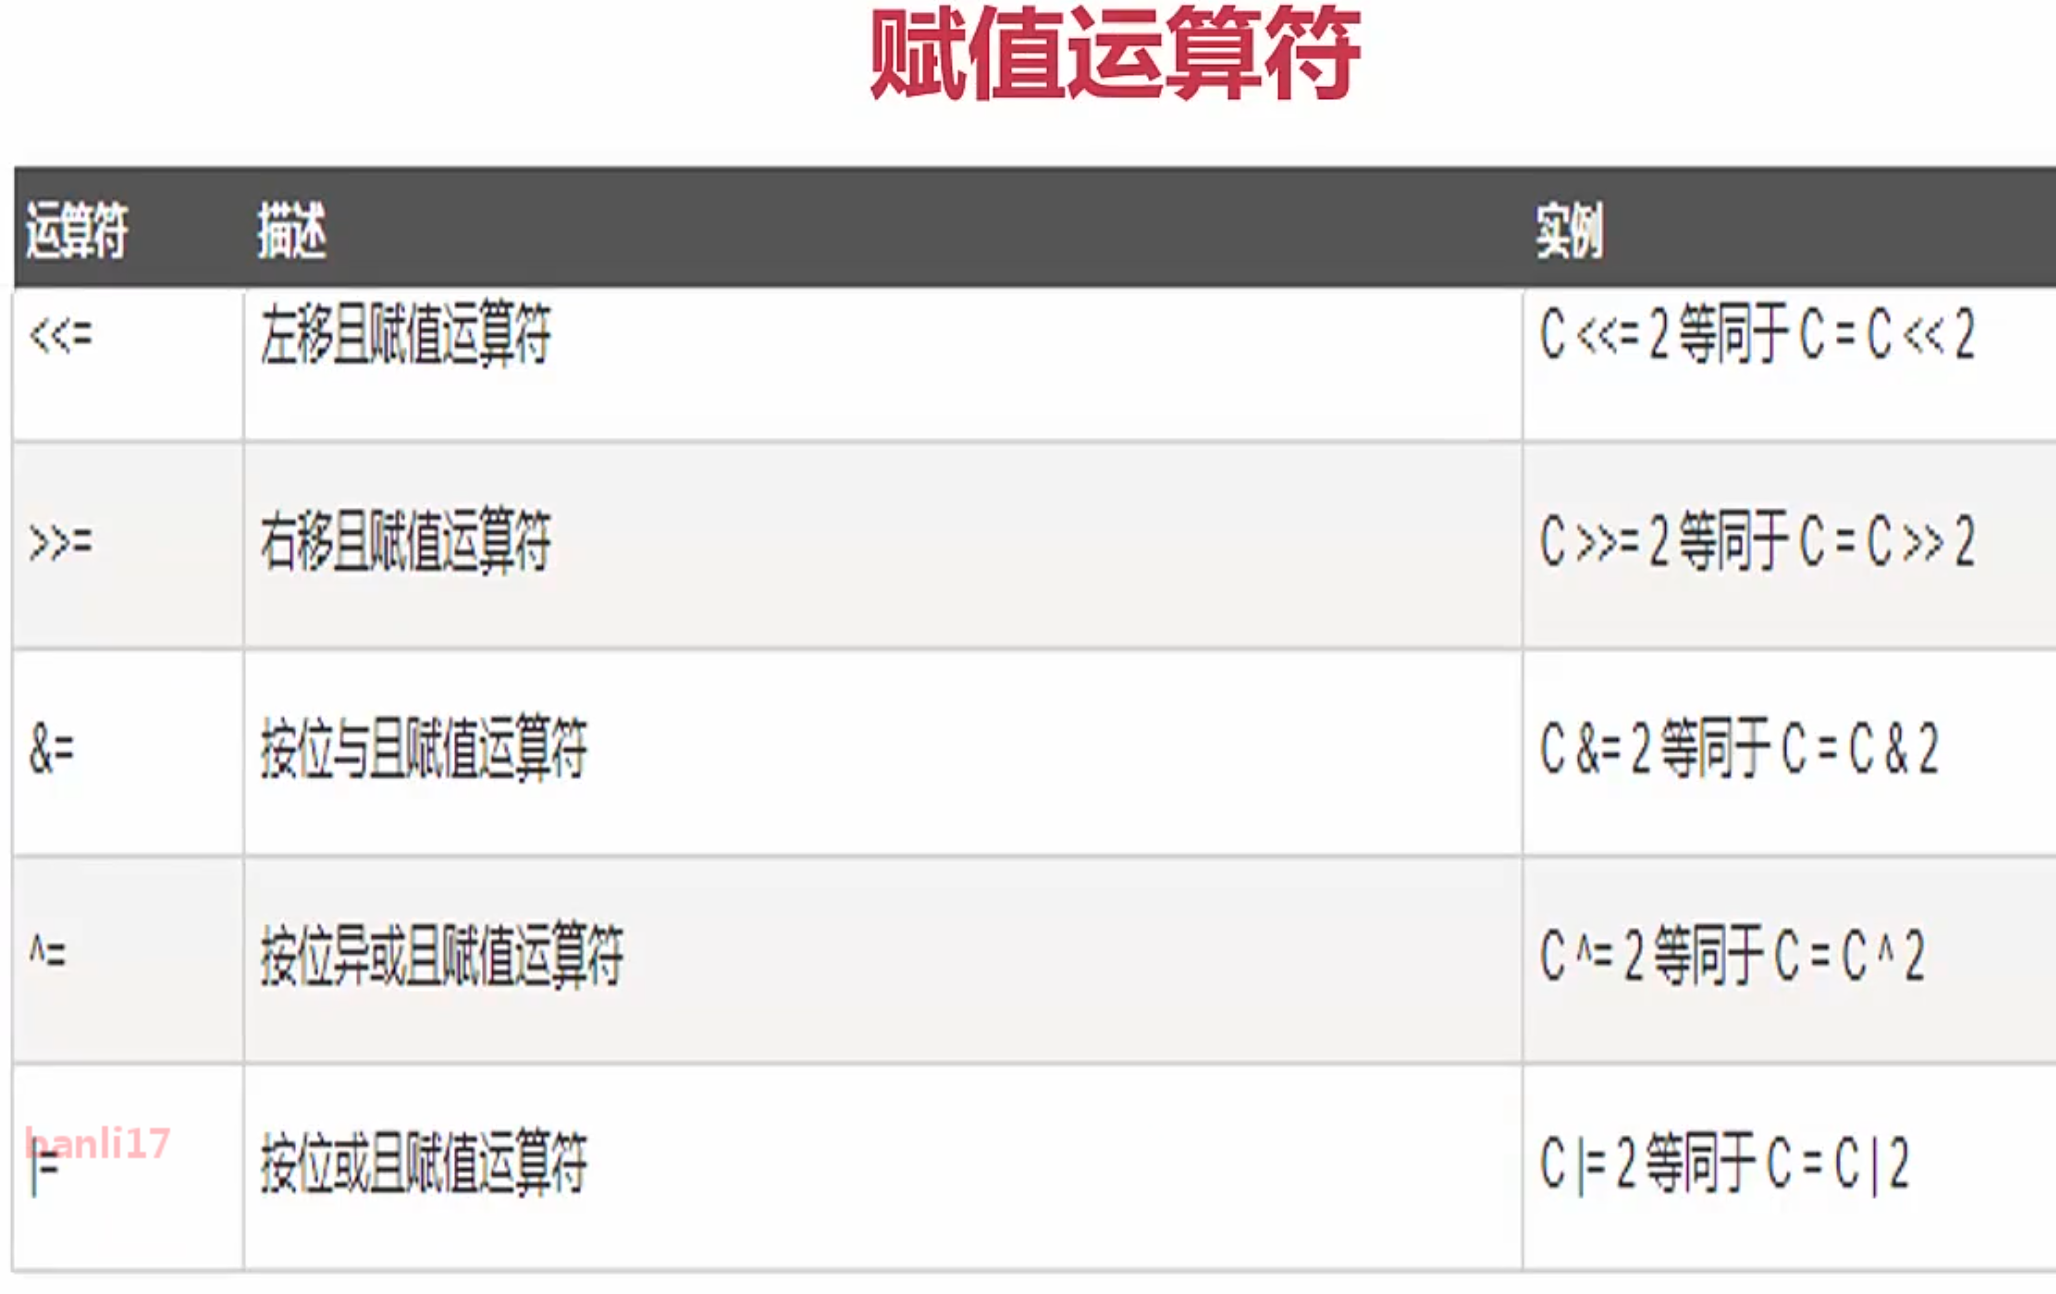 赋值运算符
运算符 描述 实例
<<= 左移且赋值运算符 C <<= 2 等同于 C = C << 2
>>= 右移且赋值运算符 C >>= 2 等同于 C = C >> 2
&= 按位与且赋值运算符 C &= 2 等同于 C = C & 2
^= 按位异或且赋值运算符 C ^= 2 等同于 C = C ^ 2
banli17
|= 按位或且赋值运算符 C |= 2 等同于 C = C | 2